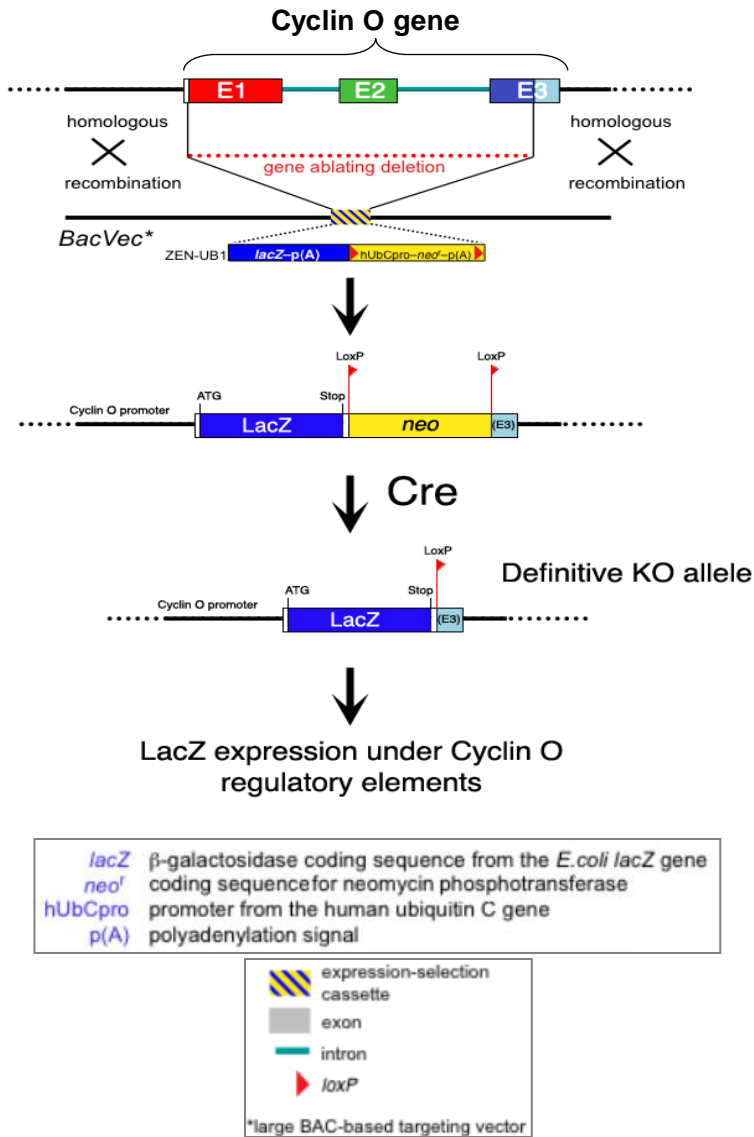 Cyclin O gene
E1 E2 E3
homologous
recombination
homologous
recombination
gene ablating deletion
BacVec*
ZEN-UB1 lacZ–p(A) hUbCpro–neoʳ–p(A)
LoxP LoxP
ATG Stop
Cyclin O promoter LacZ neo (E3)
Cre
LoxP
Definitive KO allele
ATG Stop
Cyclin O promoter LacZ (E3)
LacZ expression under Cyclin O
regulatory elements
lacZ β-galactosidase coding sequence from the E.coli lacZ gene
neoʳ coding sequence for neomycin phosphotransferase
hUbCpro promoter from the human ubiquitin C gene
p(A) polyadenylation signal
expression-selection
cassette
exon
intron
loxP
*large BAC-based targeting vector